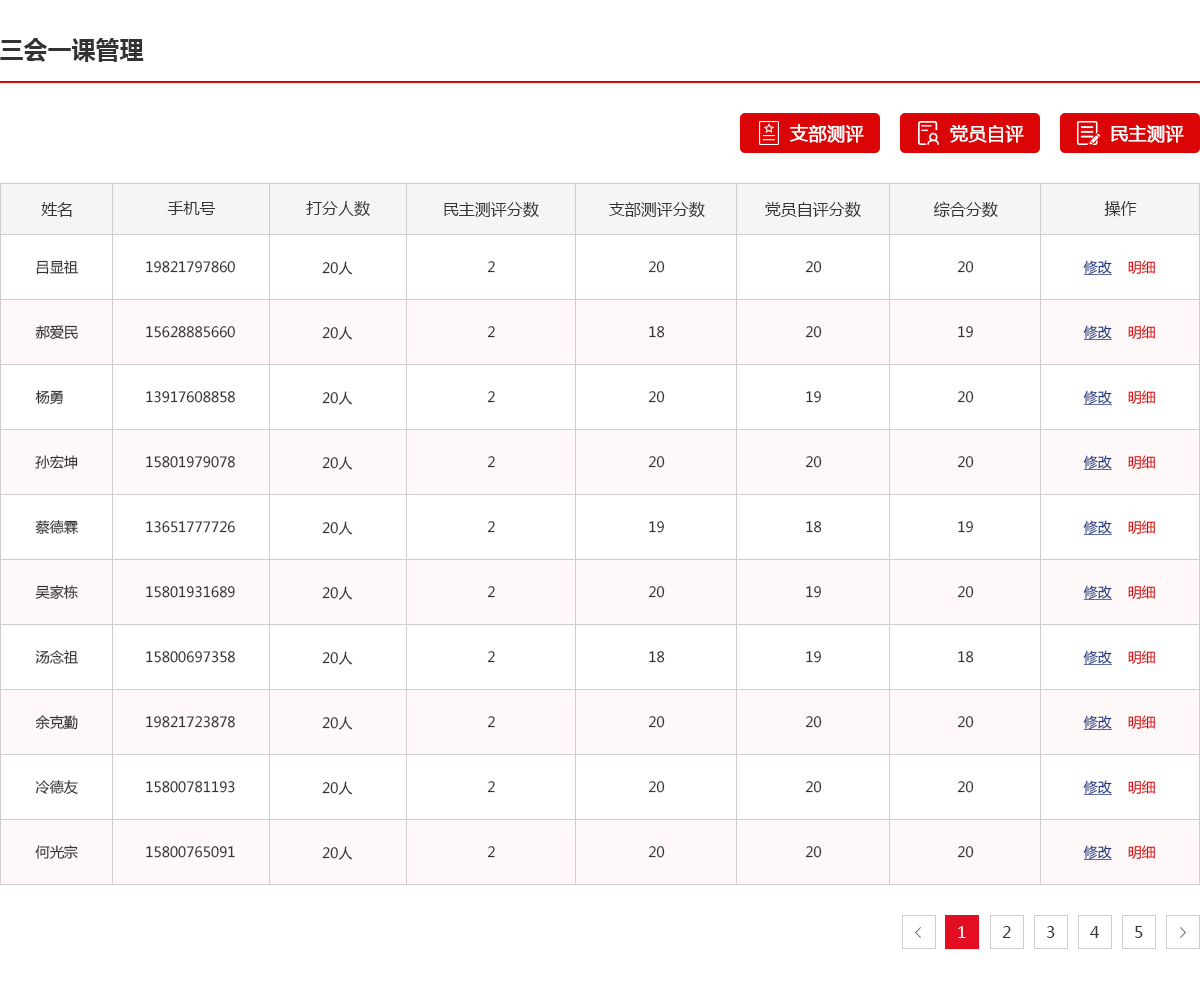 三会一课管理
支部测评 党员自评 民主测评
姓名 手机号 打分人数 民主测评分数 支部测评分数 党员自评分数 综合分数 操作
吕显祖 19821797860 20人 2 20 20 20 修改 明细
郝爱民 15628885660 20人 2 18 20 19 修改 明细
杨勇 13917608858 20人 2 20 19 20 修改 明细
孙宏坤 15801979078 20人 2 20 20 20 修改 明细
蔡德霖 13651777726 20人 2 19 18 19 修改 明细
吴家栋 15801931689 20人 2 20 19 20 修改 明细
汤念祖 15800697358 20人 2 18 19 18 修改 明细
余克勤 19821723878 20人 2 20 20 20 修改 明细
冷德友 15800781193 20人 2 20 20 20 修改 明细
何光宗 15800765091 20人 2 20 20 20 修改 明细
1 2 3 4 5